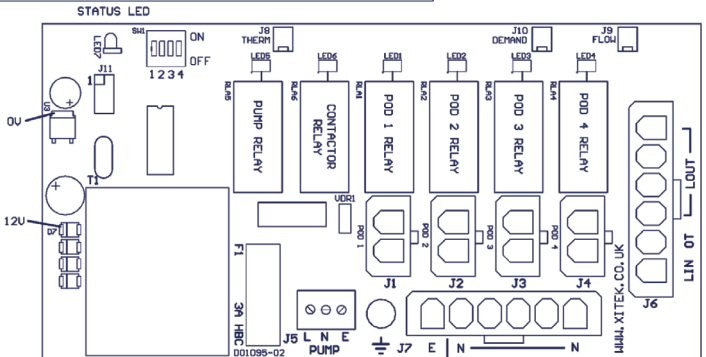 STATUS LED
LED7
SW1
ON
OFF
1 2 3 4
J8
THERM
J10
DEMAND
J9
FLOW
J11
1
U3
0V
T1
12V
D7
LED5
LED6
LED1
LED2
LED3
LED4
RLA5
RLA6
RLA1
RLA2
RLA3
RLA4
PUMP RELAY
CONTACTOR
RELAY
POD 1 RELAY
POD 2 RELAY
POD 3 RELAY
POD 4 RELAY
VDR1
POD 1
POD 2
POD 3
POD 4
J1
J2
J3
J4
LOUT
LIN OT
J6
F1
3A HBC
D01095-02
J5 L N E
PUMP
J7 E N N
WWW.XITEK.CO.UK